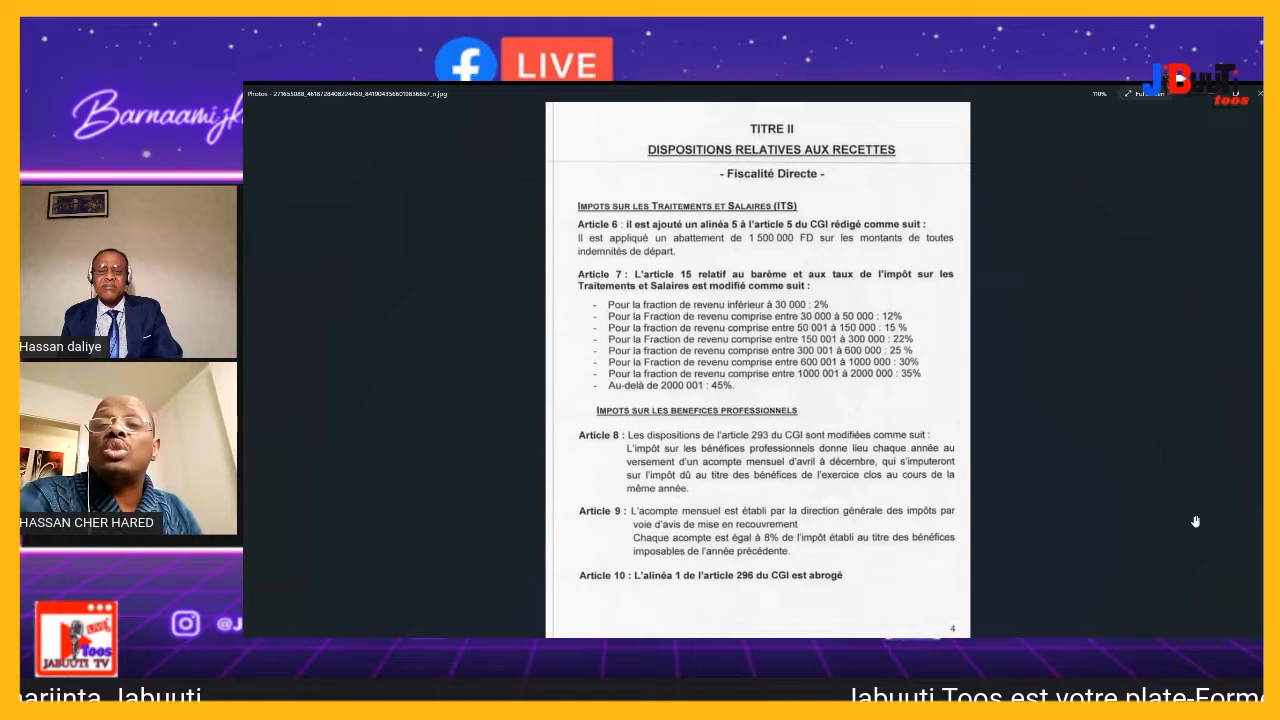 f LIVE
JBUUT
toos
Barnaamijk
Photos - 271655088_4618728408224459_8419043566019836857_n.jpg
110%
TITRE II
DISPOSITIONS RELATIVES AUX RECETTES
- Fiscalité Directe -
IMPOTS SUR LES TRAITEMENTS ET SALAIRES (ITS)
Article 6 : il est ajouté un alinéa 5 à l'article 5 du CGI rédigé comme suit :
Il est appliqué un abattement de 1 500 000 FD sur les montants de toutes
indemnités de départ.
Article 7 : L'article 15 relatif au barème et aux taux de l'impôt sur les
Traitements et Salaires est modifié comme suit :
- Pour la fraction de revenu inférieur à 30 000 : 2%
- Pour la Fraction de revenu comprise entre 30 000 à 50 000 : 12%
- Pour la fraction de revenu comprise entre 50 001 à 150 000 : 15 %
- Pour la Fraction de revenu comprise entre 150 001 à 300 000 : 22%
- Pour la fraction de revenu comprise entre 300 001 à 600 000 : 25 %
- Pour la Fraction de revenu comprise entre 600 001 à 1000 000 : 30%
- Pour la fraction de revenu comprise entre 1000 001 à 2000 000 : 35%
- Au-delà de 2000 001 : 45%.
IMPOTS SUR LES BENEFICES PROFESSIONNELS
Article 8 : Les dispositions de l'article 293 du CGI sont modifiées comme suit :
L'impôt sur les bénéfices professionnels donne lieu chaque année au
versement d'un acompte mensuel d'avril à décembre, qui s'imputeront
sur l'impôt dû au titre des bénéfices de l'exercice clos au cours de la
même année.
Article 9 : L'acompte mensuel est établi par la direction générale des impôts par
voie d'avis de mise en recouvrement
Chaque acompte est égal à 8% de l'impôt établi au titre des bénéfices
imposables de l'année précédente.
Article 10 : L'alinéa 1 de l'article 296 du CGI est abrogé
4
Hassan daliye
HASSAN CHER HARED
LIVE
Toos
JABUUTI TV
@J
nariinta Jabuuti
Jabuuti Toos est votre plate-Forme